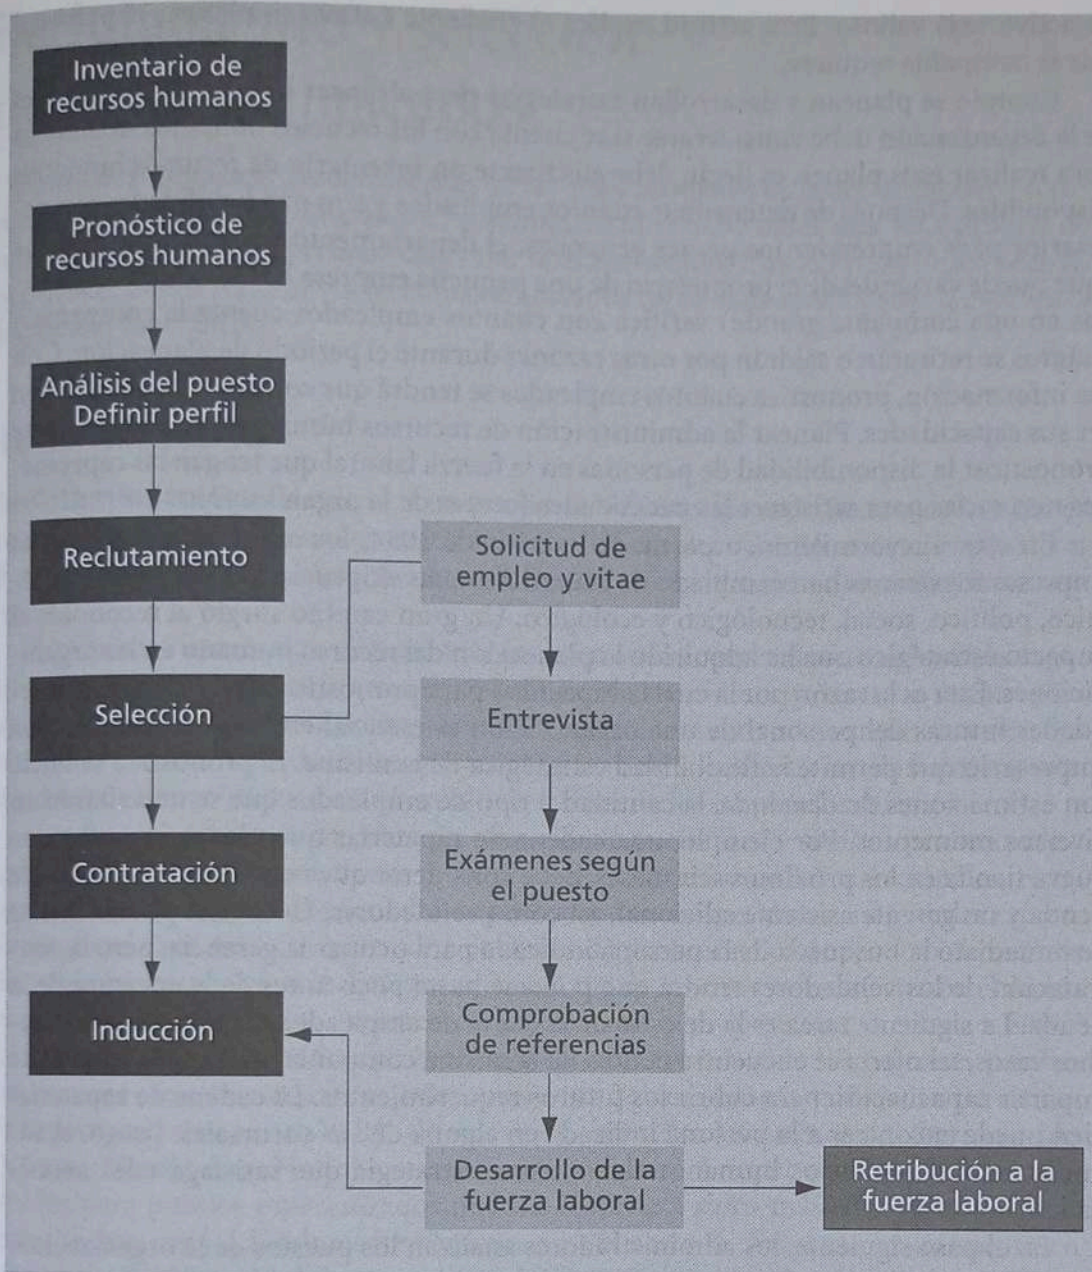 Inventario de
recursos humanos
Pronóstico de
recursos humanos
Análisis del puesto
Definir perfil
Reclutamiento
Selección
Contratación
Inducción
Solicitud de
empleo y vitae
Entrevista
Exámenes según
el puesto
Comprobación
de referencias
Desarrollo de la
fuerza laboral
Retribución a la
fuerza laboral